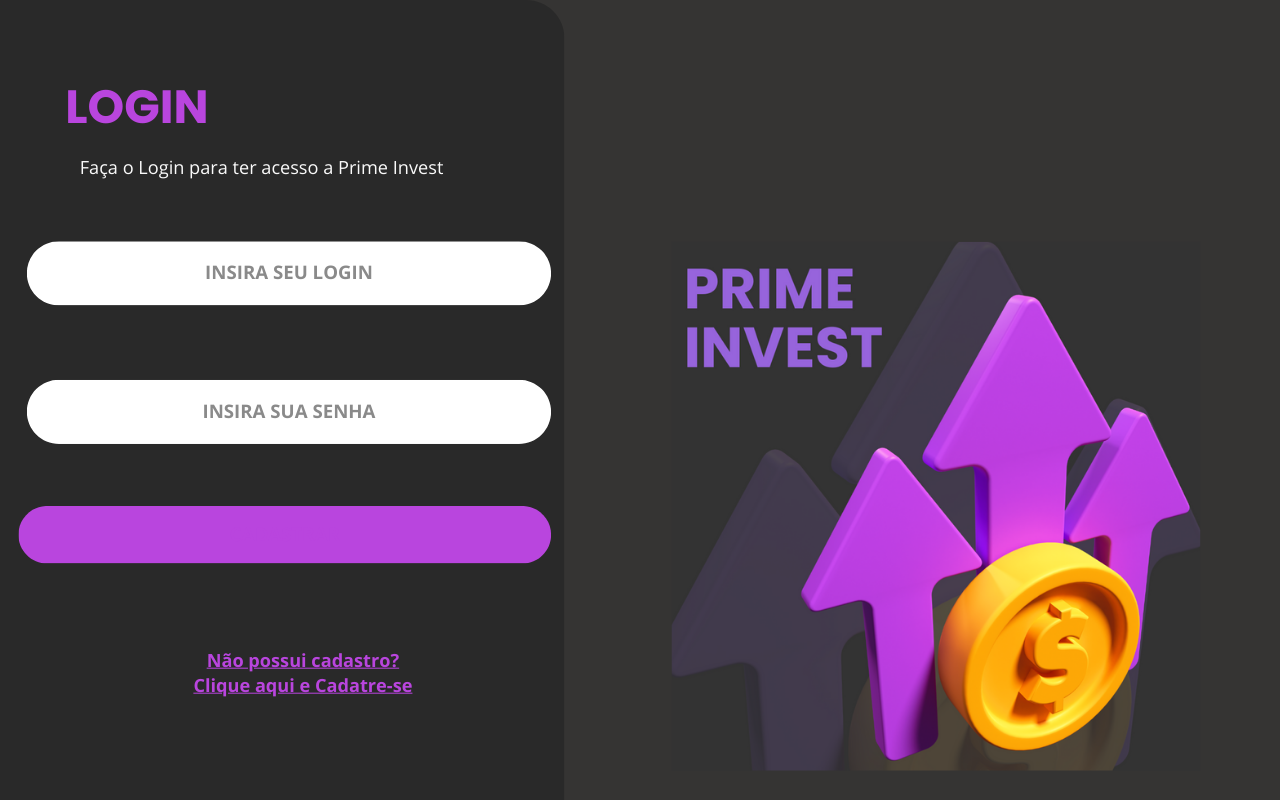 LOGIN
Faça o Login para ter acesso a Prime Invest
INSIRA SEU LOGIN
INSIRA SUA SENHA
Não possui cadastro?
Clique aqui e Cadatre-se
PRIME
INVEST
$